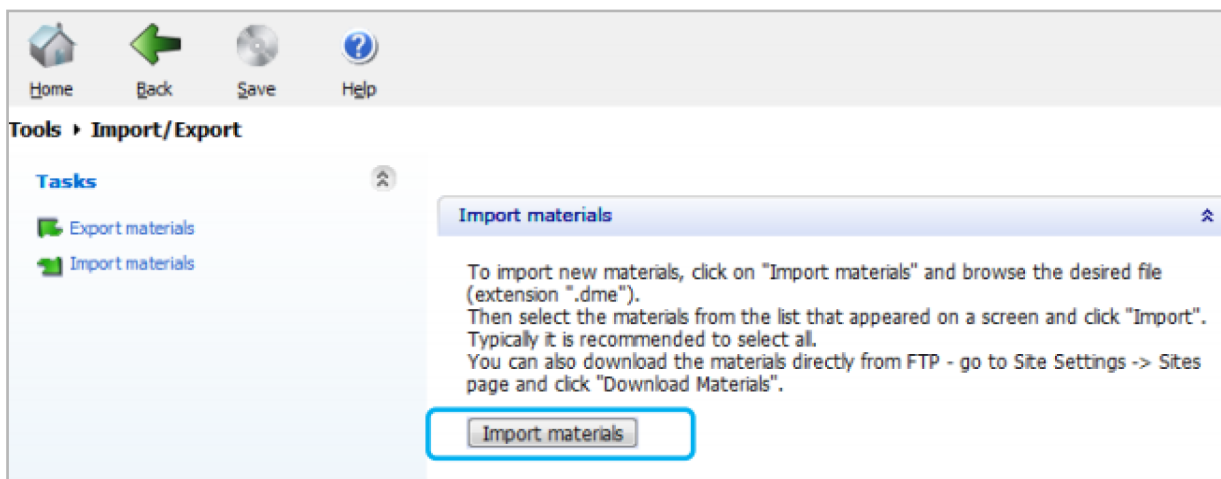 Home Back Save Help
Tools ▸ Import/Export
Tasks
Export materials
Import materials
Import materials
To import new materials, click on "Import materials" and browse the desired file
(extension ".dme").
Then select the materials from the list that appeared on a screen and click "Import".
Typically it is recommended to select all.
You can also download the materials directly from FTP - go to Site Settings -> Sites
page and click "Download Materials".
Import materials